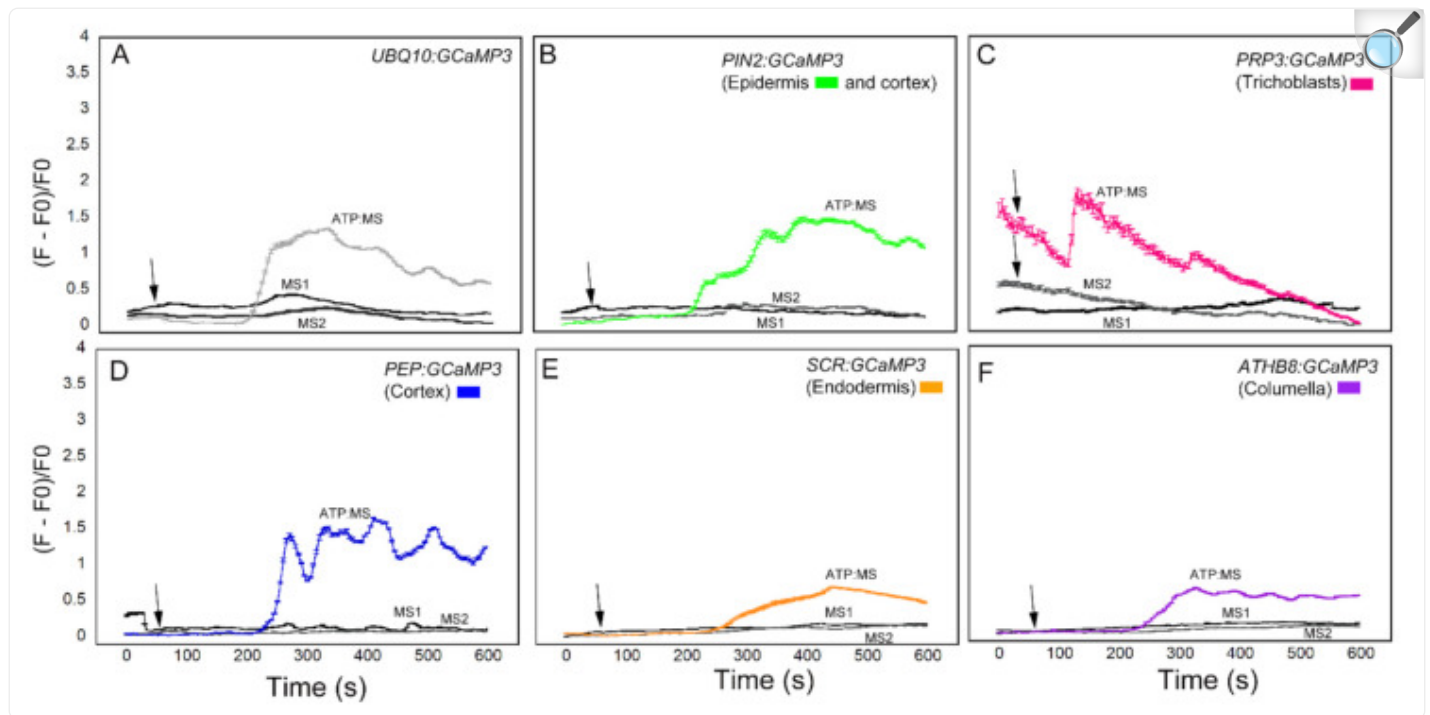 A
UBQ10:GCaMP3
B
PIN2:GCaMP3
(Epidermis and cortex)
C
PRP3:GCaMP3
(Trichoblasts)
4
3.5
3
2.5
2
1.5
1
0.5
0
(F - F0)/F0
ATP:MS
MS1
MS2
ATP:MS
MS2
MS1
ATP:MS
MS2
MS1
D
PEP:GCaMP3
(Cortex)
E
SCR:GCaMP3
(Endodermis)
F
ATHB8:GCaMP3
(Columella)
4
3.5
3
2.5
2
1.5
1
0.5
0
(F - F0)/F0
ATP:MS
MS1
MS2
ATP:MS
MS1
MS2
ATP:MS
MS1
MS2
0 100 200 300 400 500 600
0 100 200 300 400 500 600
0 100 200 300 400 500 600
Time (s)
Time (s)
Time (s)